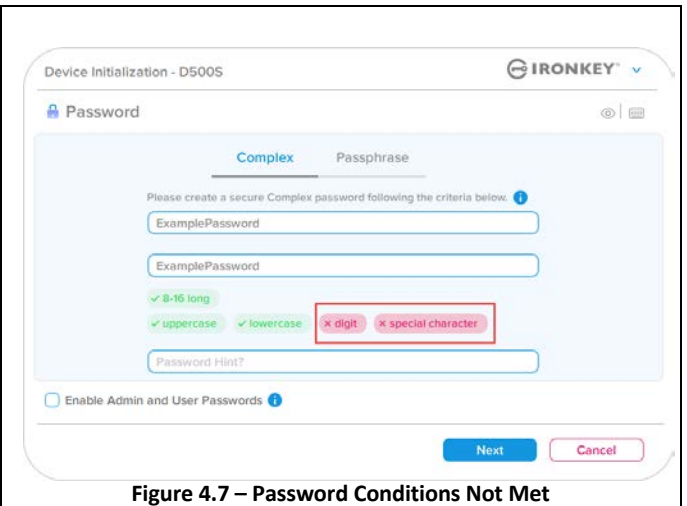 Device Initialization - D500S IRONKEY
Password
Complex Passphrase
Please create a secure Complex password following the criteria below.
ExamplePassword
ExamplePassword
✓ 8-16 long
✓ uppercase ✓ lowercase × digit × special character
Password Hint?
Enable Admin and User Passwords
Next Cancel
Figure 4.7 – Password Conditions Not Met